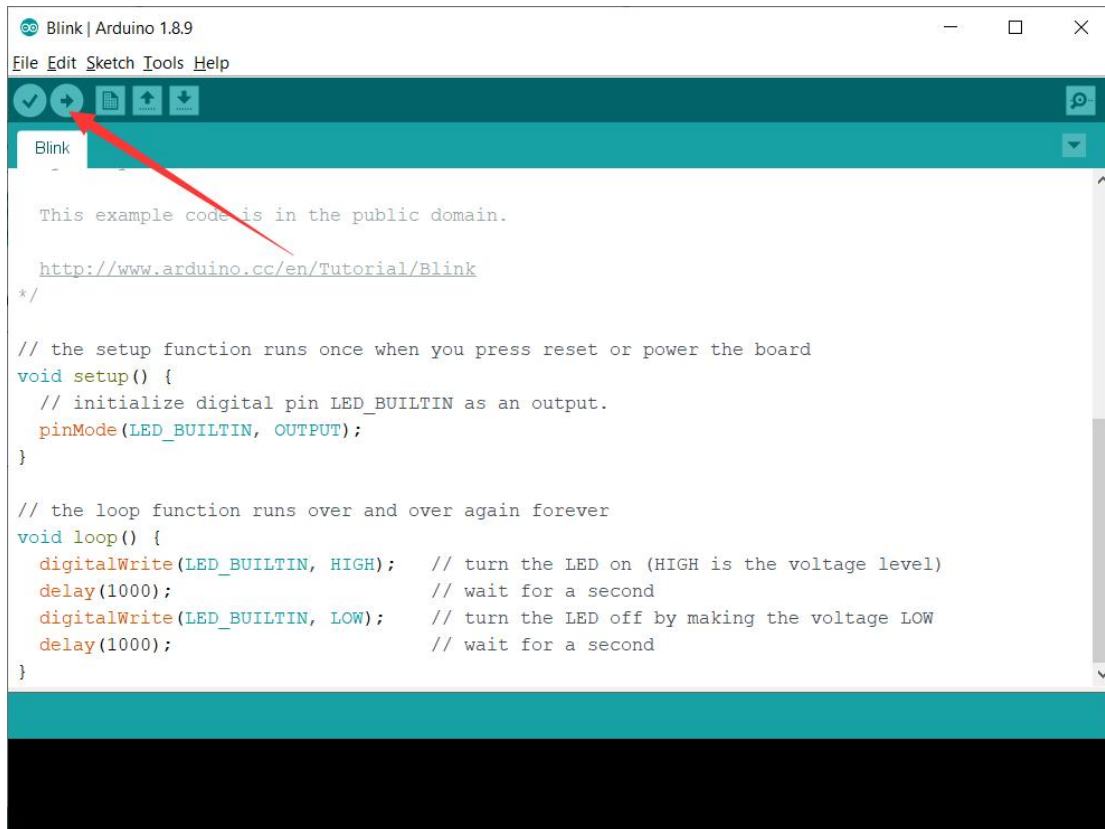 Blink | Arduino 1.8.9
File Edit Sketch Tools Help
Blink
This example code is in the public domain.
http://www.arduino.cc/en/Tutorial/Blink
*/
// the setup function runs once when you press reset or power the board
void setup() {
  // initialize digital pin LED_BUILTIN as an output.
  pinMode(LED_BUILTIN, OUTPUT);
}
// the loop function runs over and over again forever
void loop() {
  digitalWrite(LED_BUILTIN, HIGH);   // turn the LED on (HIGH is the voltage level)
  delay(1000);                       // wait for a second
  digitalWrite(LED_BUILTIN, LOW);    // turn the LED off by making the voltage LOW
  delay(1000);                       // wait for a second
}